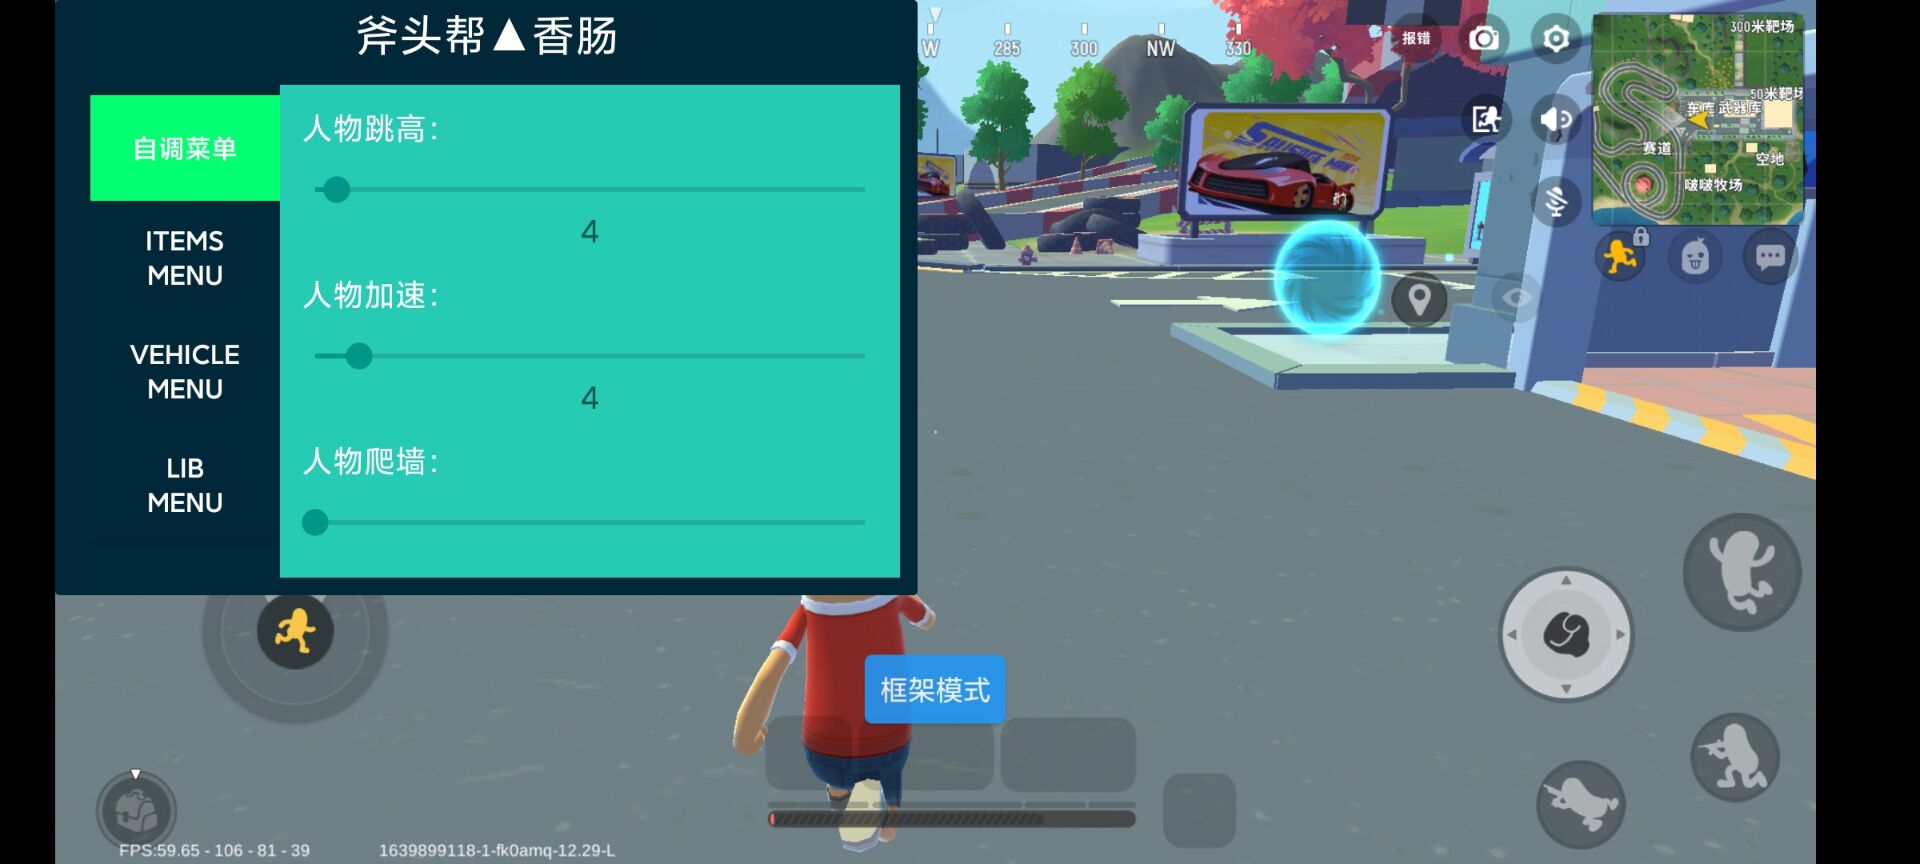 斧头帮▲香肠
自调菜单
ITEMS
MENU
VEHICLE
MENU
LIB
MENU
人物跳高:
4
人物加速:
4
人物爬墙:
W
285
300
NW
330
报错
300米靶场
50米靶场
车库 武器库
赛道
空地
啵啵牧场
框架模式
FPS:59.65 - 106 - 81 - 39
1639899118-1-fk0amq-12.29-L